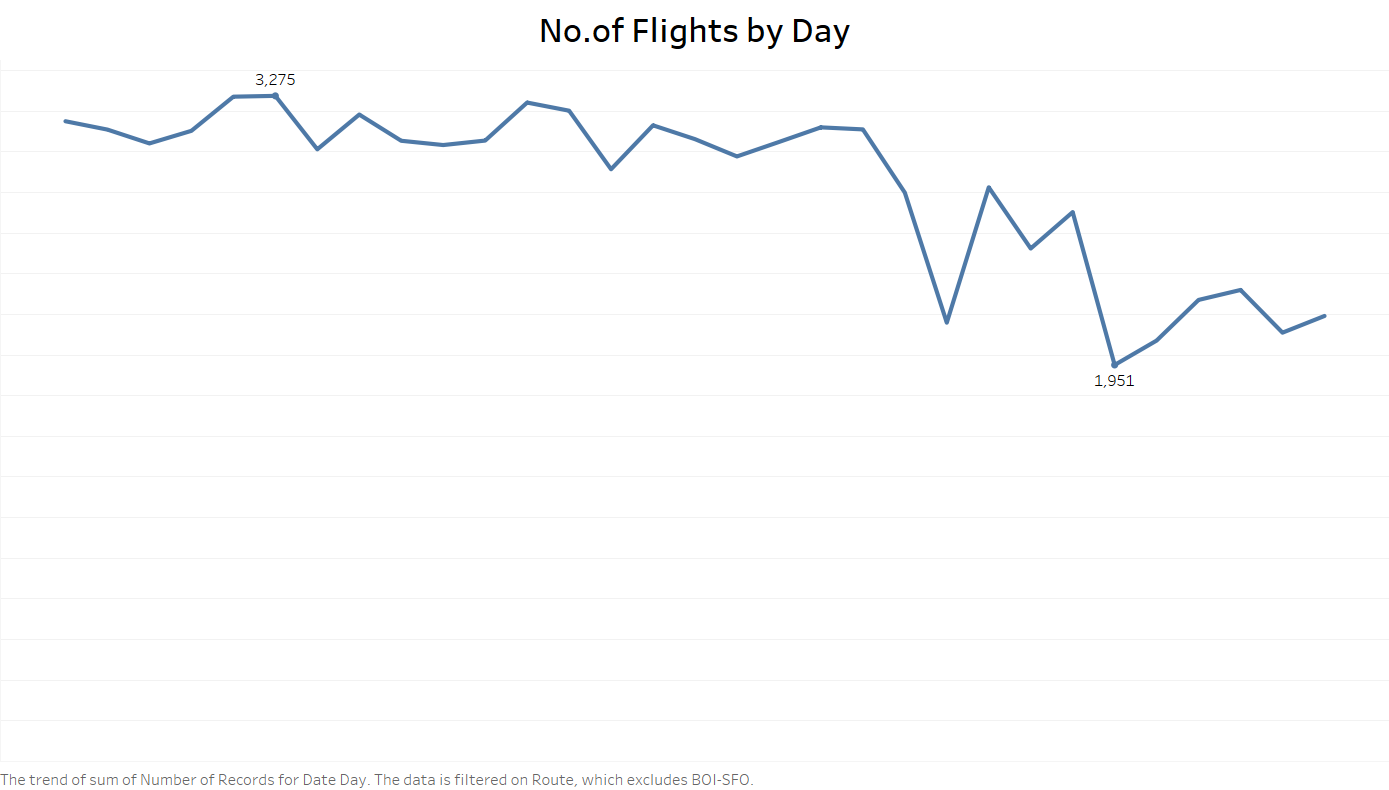 No.of Flights by Day
3,275
1,951
The trend of sum of Number of Records for Date Day. The data is filtered on Route, which excludes BOI-SFO.